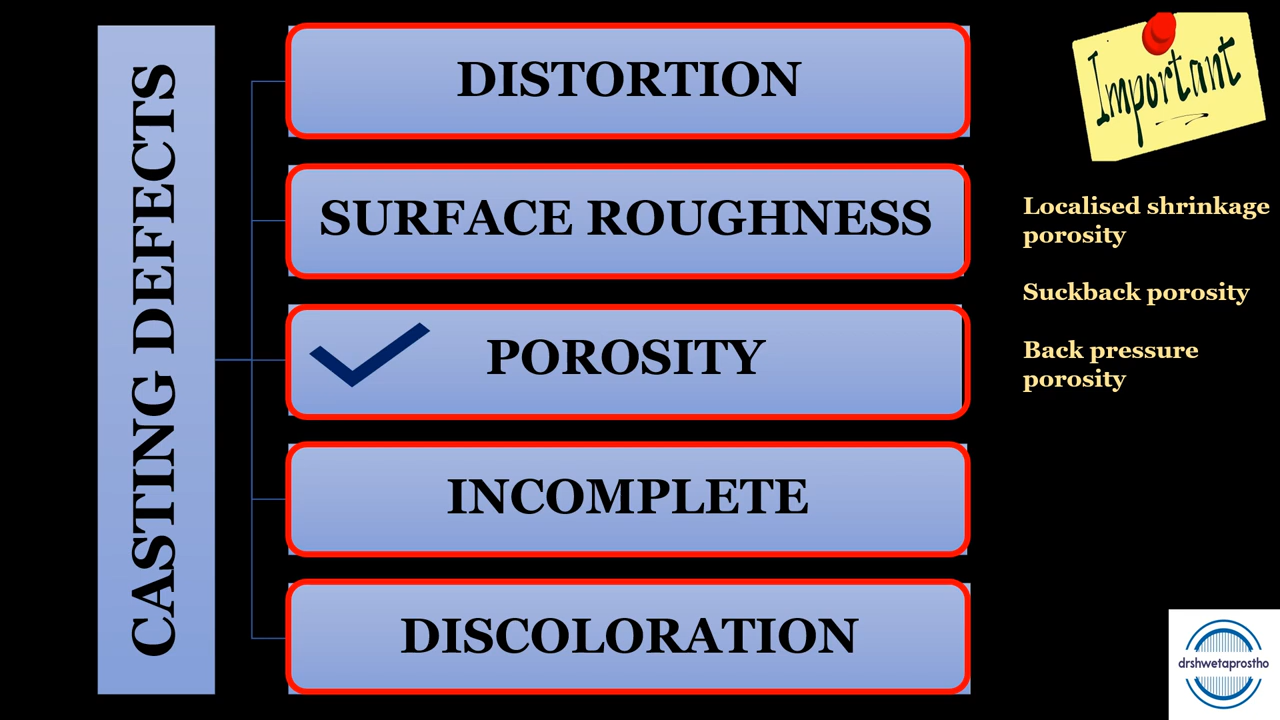 CASTING DEFECTS
DISTORTION
SURFACE ROUGHNESS
POROSITY
INCOMPLETE
DISCOLORATION
Important
Localised shrinkage
porosity
Suckback porosity
Back pressure
porosity
drshwetaprostho